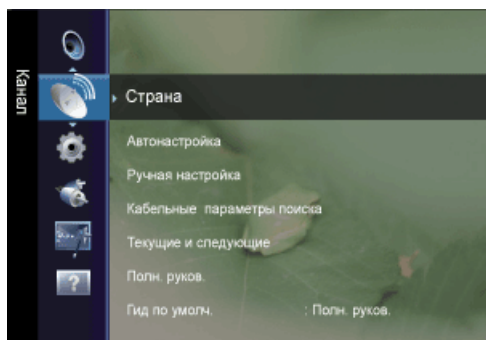 Канал
Страна
Автонастройка
Ручная настройка
Кабельные параметры поиска
Текущие и следующие
Полн. руков.
Гид по умолч. : Полн. руков.
?